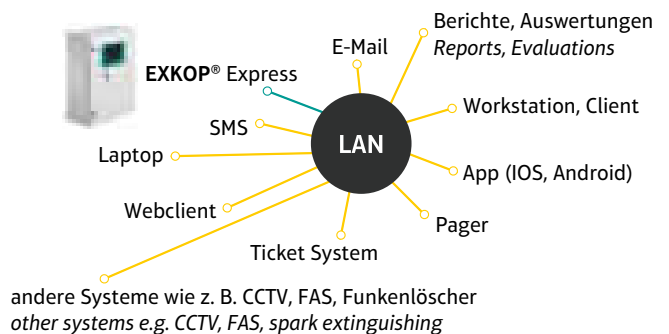 Berichte, Auswertungen
Reports, Evaluations
E-Mail
EXKOP® Express
Workstation, Client
SMS
LAN
Laptop
App (IOS, Android)
Webclient
Pager
Ticket System
andere Systeme wie z. B. CCTV, FAS, Funkenlöscher
other systems e.g. CCTV, FAS, spark extinguishing